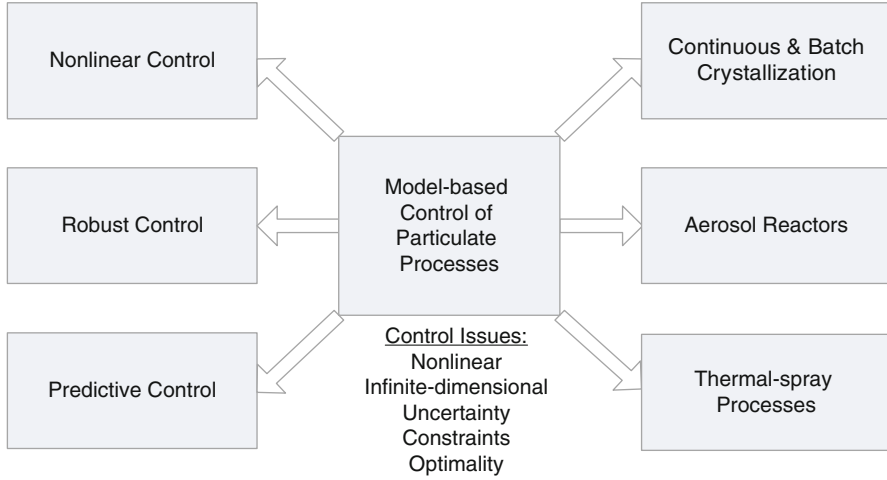 Nonlinear Control
Robust Control
Predictive Control
Model-based
Control of
Particulate
Processes
Control Issues:
Nonlinear
Infinite-dimensional
Uncertainty
Constraints
Optimality
Continuous & Batch
Crystallization
Aerosol Reactors
Thermal-spray
Processes